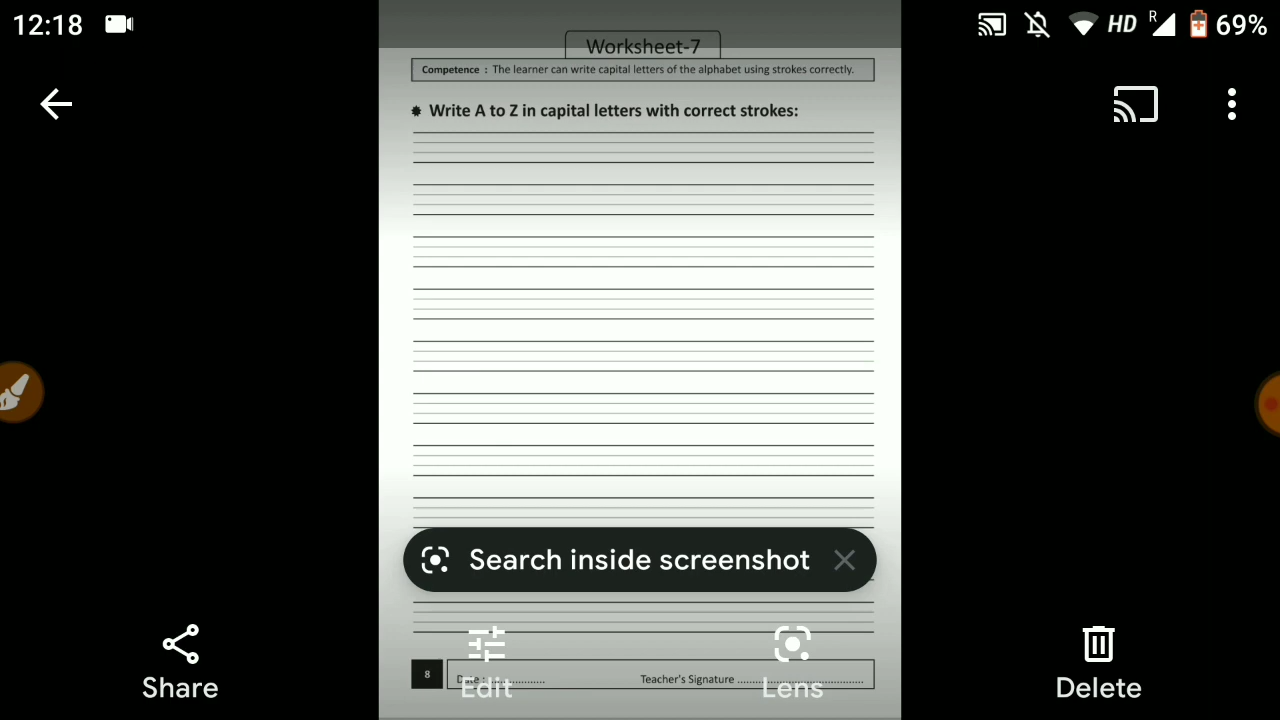 12:18
HD R 69%
Worksheet-7
Competence : The learner can write capital letters of the alphabet using strokes correctly.
Write A to Z in capital letters with correct strokes:
Search inside screenshot
8 Date : .................. Teacher's Signature ......................................
Share Edit Lens Delete